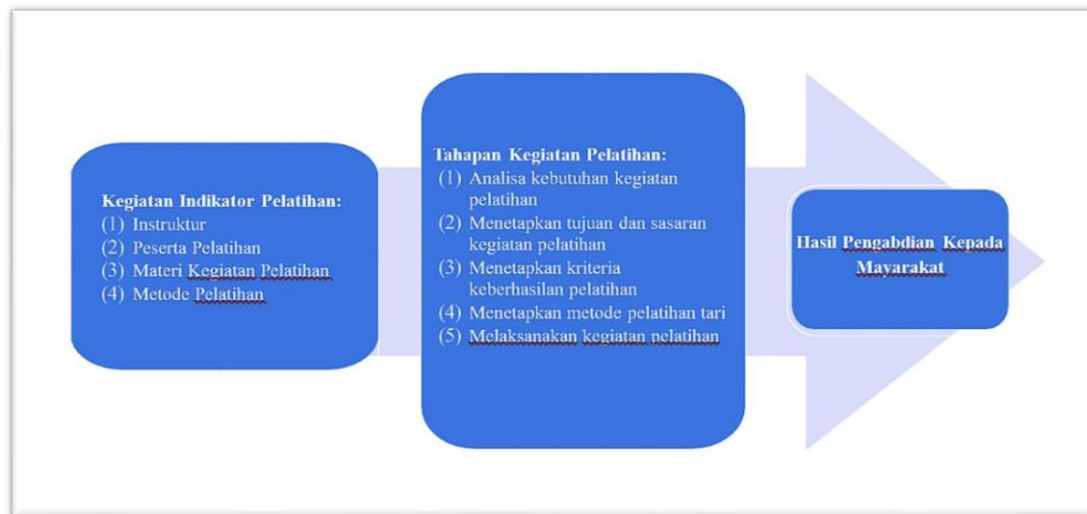 Kegiatan Indikator Pelatihan:
(1) Instruktur
(2) Peserta Pelatihan
(3) Materi Kegiatan Pelatihan
(4) Metode Pelatihan
Tahapan Kegiatan Pelatihan:
(1) Analisa kebutuhan kegiatan
pelatihan
(2) Menetapkan tujuan dan sasaran
kegiatan pelatihan
(3) Menetapkan kriteria
keberhasilan pelatihan
(4) Menetapkan metode pelatihan tari
(5) Melaksanakan kegiatan pelatihan
Hasil Pengabdian Kepada
Mayarakat